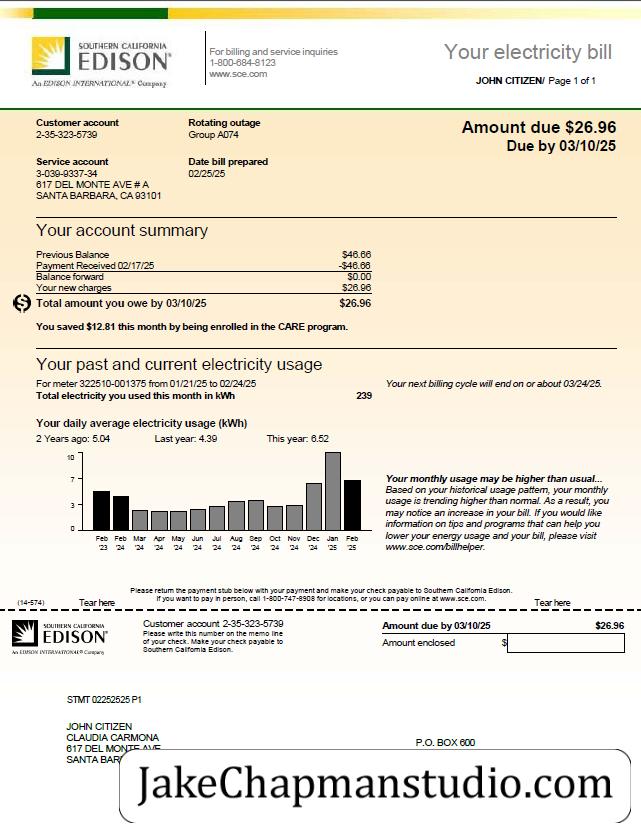 SOUTHERN CALIFORNIA
EDISON®
An EDISON INTERNATIONAL® Company
For billing and service inquiries
1-800-684-8123
www.sce.com
Your electricity bill
JOHN CITIZEN/ Page 1 of 1
Customer account
2-35-323-5739
Rotating outage
Group A074
Amount due $26.96
Due by 03/10/25
Service account
3-039-9337-34
617 DEL MONTE AVE # A
SANTA BARBARA, CA 93101
Date bill prepared
02/25/25
Your account summary
Previous Balance $46.66
Payment Received 02/17/25 -$46.66
Balance forward $0.00
Your new charges $26.96
$ Total amount you owe by 03/10/25 $26.96
You saved $12.81 this month by being enrolled in the CARE program.
Your past and current electricity usage
For meter 322510-001375 from 01/21/25 to 02/24/25
Total electricity you used this month in kWh 239
Your next billing cycle will end on or about 03/24/25.
Your daily average electricity usage (kWh)
2 Years ago: 5.04 Last year: 4.39 This year: 6.52
10
7
3
0
Feb Feb Mar Apr May Jun Jul Aug Sep Oct Nov Dec Jan Feb
'23 '24 '24 '24 '24 '24 '24 '24 '24 '24 '24 '24 '25 '25
Your monthly usage may be higher than usual...
Based on your historical usage pattern, your monthly
usage is trending higher than normal. As a result, you
may notice an increase in your bill. If you would like
information on tips and programs that can help you
lower your energy usage and your bill, please visit
www.sce.com/billhelper.
Please return the payment stub below with your payment and make your check payable to Southern California Edison.
If you want to pay in person, call 1-800-747-8908 for locations, or you can pay online at www.sce.com.
(14-574) Tear here Tear here
SOUTHERN CALIFORNIA
EDISON®
An EDISON INTERNATIONAL® Company
Customer account 2-35-323-5739
Please write this number on the memo line
of your check. Make your check payable to
Southern California Edison.
Amount due by 03/10/25 $26.96
Amount enclosed $
STMT 02252525 P1
JOHN CITIZEN
CLAUDIA CARMONA
617 DEL MONTE AVE
SANTA BAR
P.O. BOX 600
JakeChapmanstudio.com